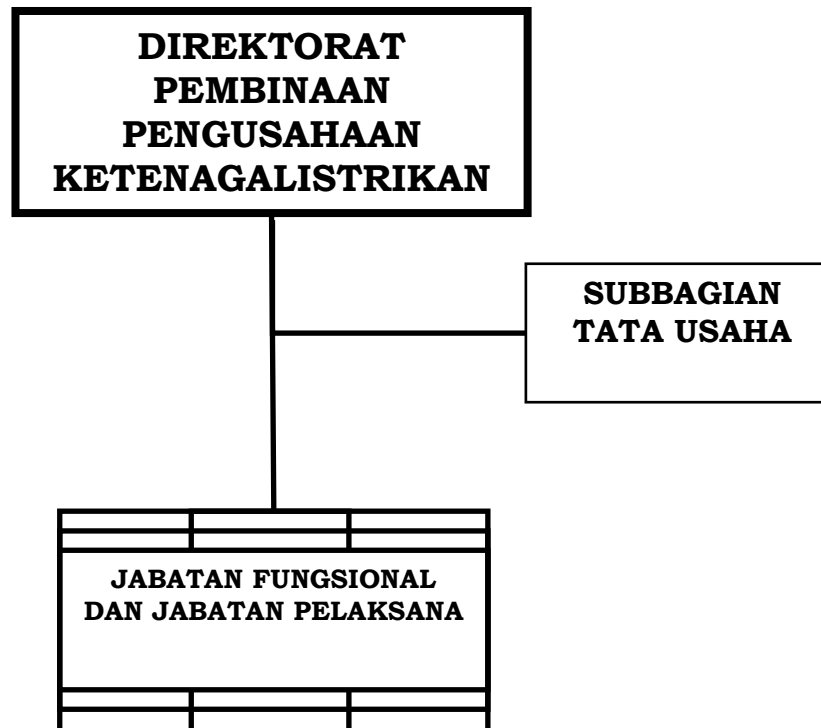 DIREKTORAT
PEMBINAAN
PENGUSAHAAN
KETENAGALISTRIKAN
SUBBAGIAN
TATA USAHA
JABATAN FUNGSIONAL
DAN JABATAN PELAKSANA